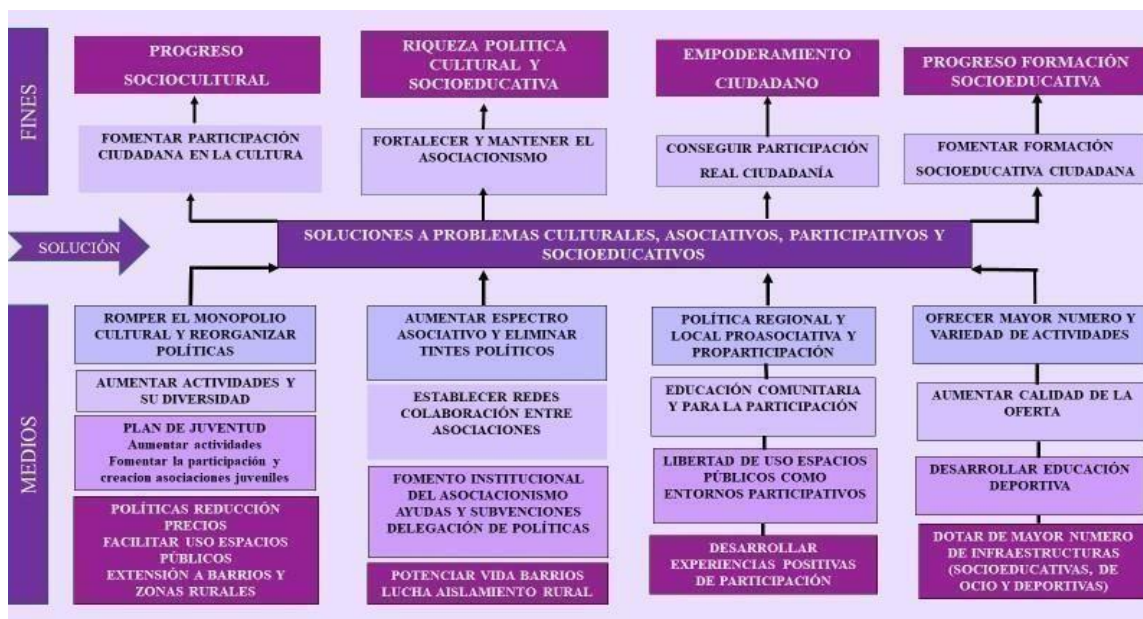 FINES
PROGRESO
SOCIOCULTURAL
RIQUEZA POLITICA
CULTURAL Y
SOCIOEDUCATIVA
EMPODERAMIENTO
CIUDADANO
PROGRESO FORMACIÓN
SOCIOEDUCATIVA
FOMENTAR PARTICIPACIÓN
CIUDADANA EN LA CULTURA
FORTALECER Y MANTENER EL
ASOCIACIONISMO
CONSEGUIR PARTICIPACIÓN
REAL CIUDADANÍA
FOMENTAR FORMACIÓN
SOCIOEDUCATIVA CIUDADANA
SOLUCIÓN
SOLUCIONES A PROBLEMAS CULTURALES, ASOCIATIVOS, PARTICIPATIVOS Y
SOCIOEDUCATIVOS
MEDIOS
ROMPER EL MONOPOLIO
CULTURAL Y REORGANIZAR
POLÍTICAS
AUMENTAR ACTIVIDADES Y
SU DIVERSIDAD
PLAN DE JUVENTUD
Aumentar actividades
Fomentar la participación y
creacion asociaciones juveniles
POLÍTICAS REDUCCIÓN
PRECIOS
FACILITAR USO ESPACIOS
PÚBLICOS
EXTENSIÓN A BARRIOS Y
ZONAS RURALES
AUMENTAR ESPECTRO
ASOCIATIVO Y ELIMINAR
TINTES POLÍTICOS
ESTABLECER REDES
COLABORACIÓN ENTRE
ASOCIACIONES
FOMENTO INSTITUCIONAL
DEL ASOCIACIONISMO
AYUDAS Y SUBVENCIONES
DELEGACIÓN DE POLÍTICAS
POTENCIAR VIDA BARRIOS
LUCHA AISLAMIENTO RURAL
POLÍTICA REGIONAL Y
LOCAL PROASOCIATIVA Y
PROPARTICIPACIÓN
EDUCACIÓN COMUNITARIA
Y PARA LA PARTICIPACIÓN
LIBERTAD DE USO ESPACIOS
PÚBLICOS COMO
ENTORNOS PARTICIPATIVOS
DESARROLLAR
EXPERIENCIAS POSITIVAS
DE PARTICIPACIÓN
OFRECER MAYOR NUMERO Y
VARIEDAD DE ACTIVIDADES
AUMENTAR CALIDAD DE LA
OFERTA
DESARROLLAR EDUCACIÓN
DEPORTIVA
DOTAR DE MAYOR NUMERO
DE INFRAESTRUCTURAS
(SOCIOEDUCATIVAS, DE
OCIO Y DEPORTIVAS)